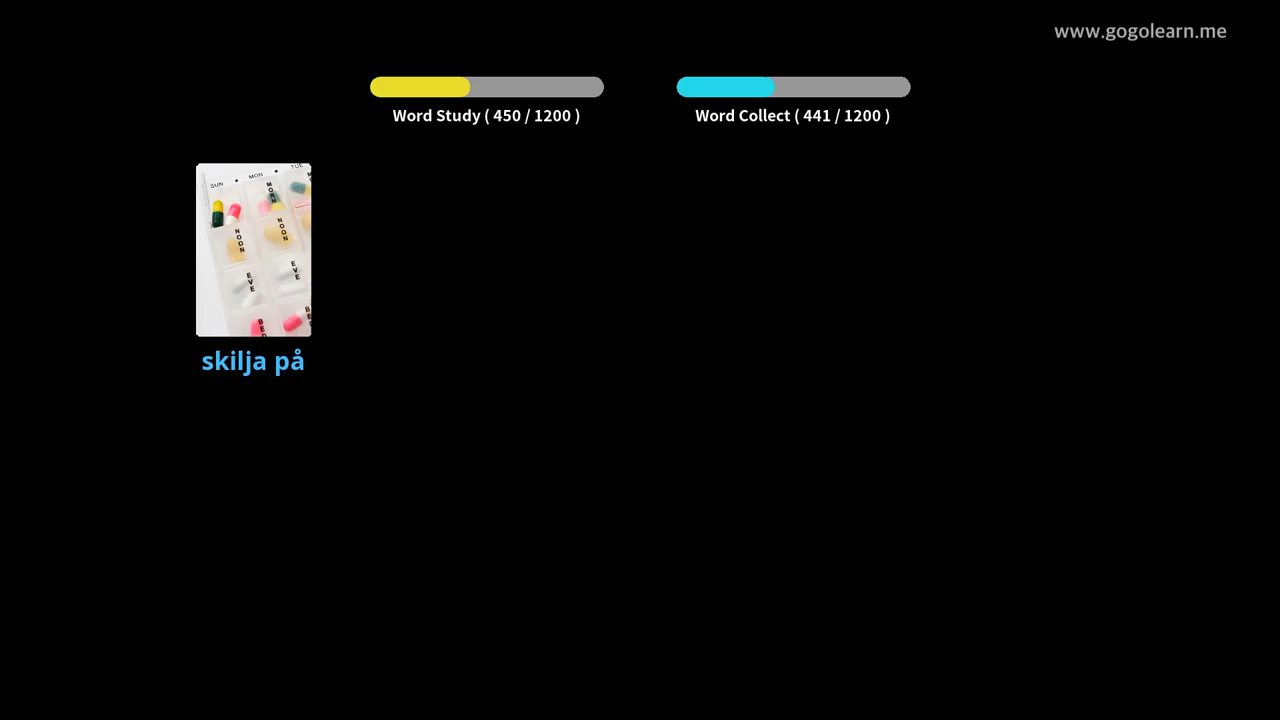 www.gogolearn.me
Word Study ( 450 / 1200 )
Word Collect ( 441 / 1200 )
SUN
MON
TUE
MORN
NOON
NOON
EVE
EVE
skilja på